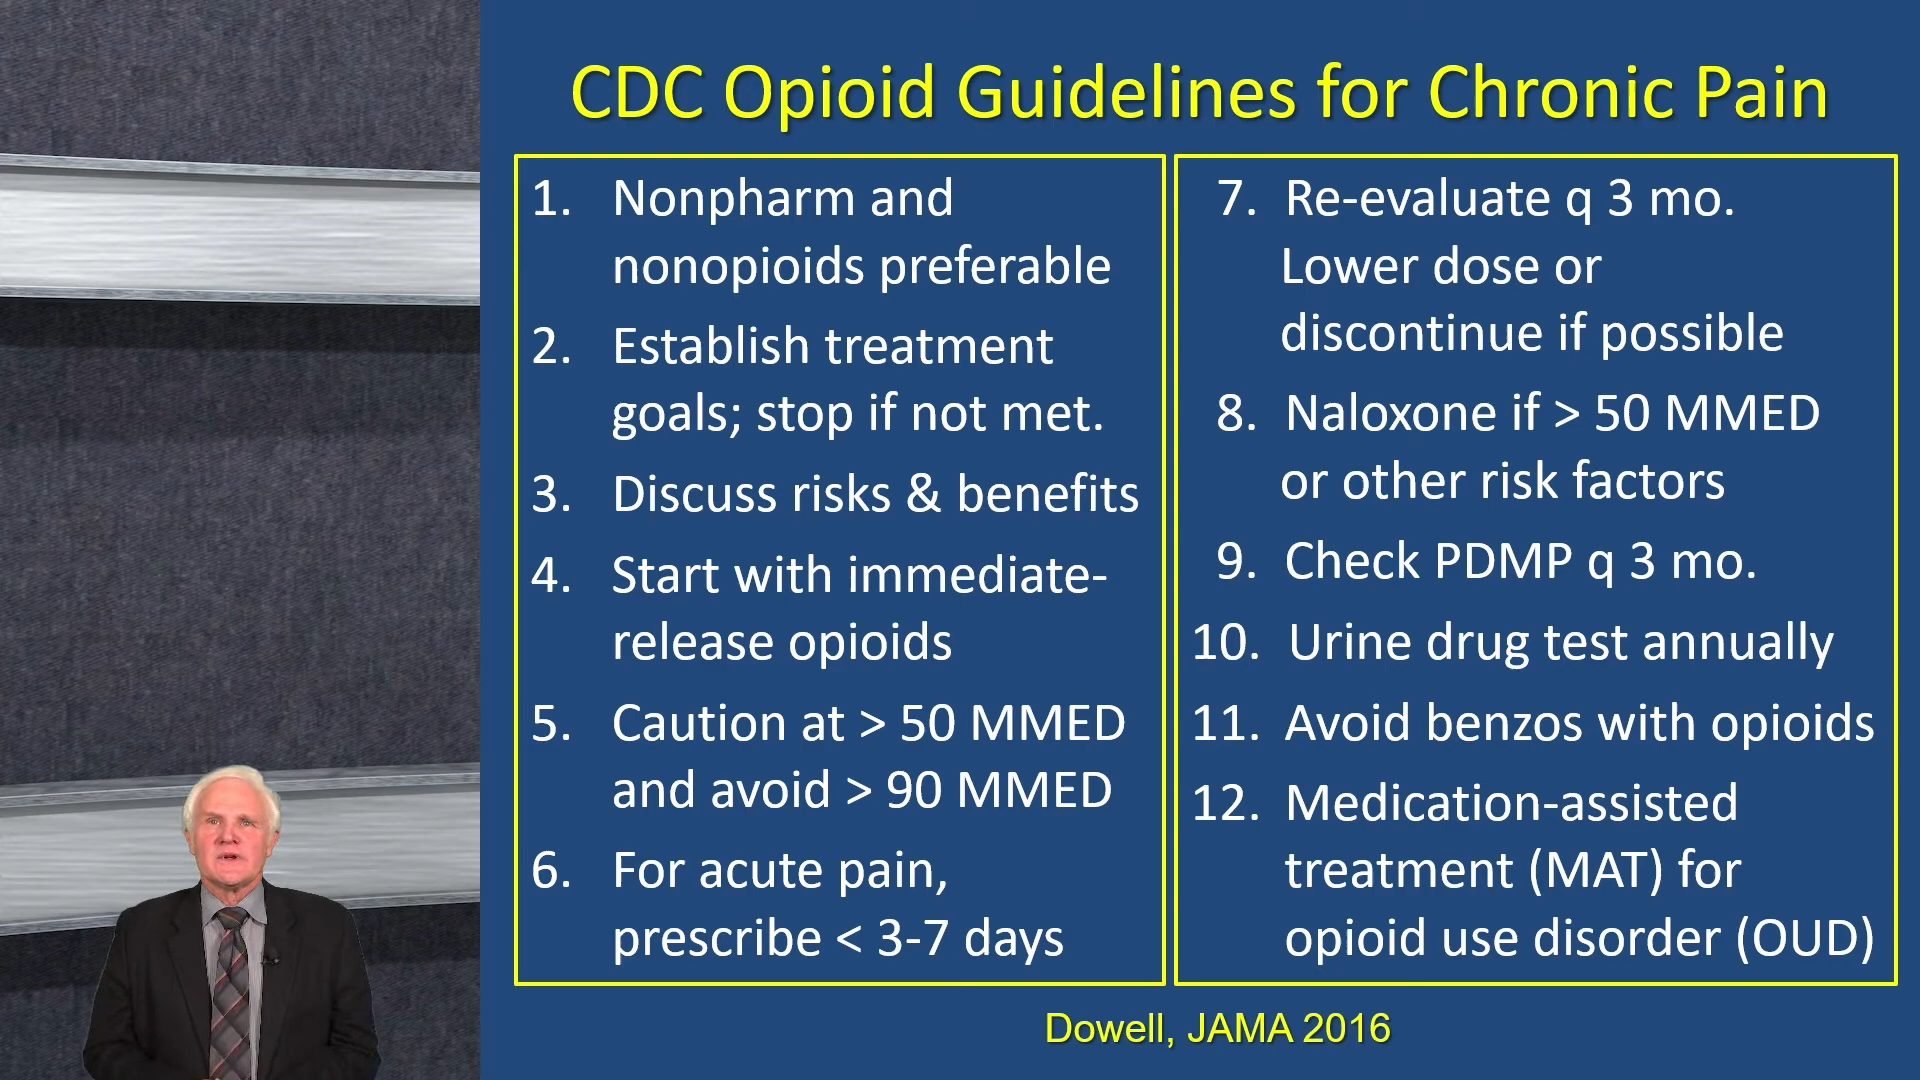 CDC Opioid Guidelines for Chronic Pain
1. Nonpharm and
nonopioids preferable
2. Establish treatment
goals; stop if not met.
3. Discuss risks & benefits
4. Start with immediate-
release opioids
5. Caution at > 50 MMED
and avoid > 90 MMED
6. For acute pain,
prescribe < 3-7 days
7. Re-evaluate q 3 mo.
Lower dose or
discontinue if possible
8. Naloxone if > 50 MMED
or other risk factors
9. Check PDMP q 3 mo.
10. Urine drug test annually
11. Avoid benzos with opioids
12. Medication-assisted
treatment (MAT) for
opioid use disorder (OUD)
Dowell, JAMA 2016